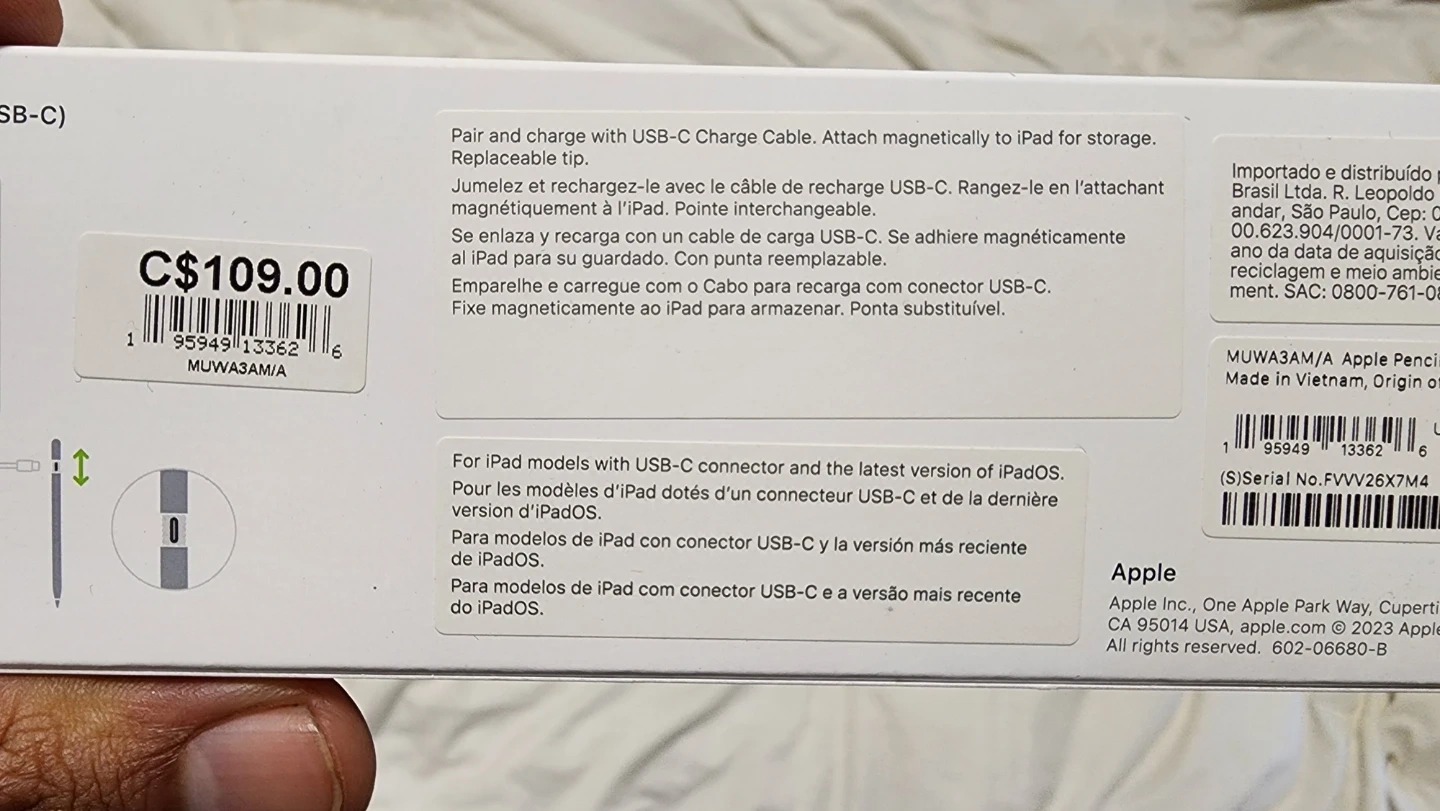 SB-C)
C$109.00
1 95949 13362 6
MUWA3AM/A
Pair and charge with USB-C Charge Cable. Attach magnetically to iPad for storage.
Replaceable tip.
Jumelez et rechargez-le avec le câble de recharge USB-C. Rangez-le en l'attachant
magnétiquement à l'iPad. Pointe interchangeable.
Se enlaza y recarga con un cable de carga USB-C. Se adhiere magnéticamente
al iPad para su guardado. Con punta reemplazable.
Emparelhe e carregue com o Cabo para recarga com conector USB-C.
Fixe magneticamente ao iPad para armazenar. Ponta substituível.
For iPad models with USB-C connector and the latest version of iPadOS.
Pour les modèles d'iPad dotés d'un connecteur USB-C et de la dernière
version d'iPadOS.
Para modelos de iPad con conector USB-C y la versión más reciente
de iPadOS.
Para modelos de iPad com conector USB-C e a versão mais recente
do iPadOS.
Importado e distribuído
Brasil Ltda. R. Leopoldo
andar, São Paulo, Cep:
00.623.904/0001-73.
ano da data de aquisição
reciclagem e meio ambie
ment. SAC: 0800-761-0
MUWA3AM/A Apple Penci
Made in Vietnam, Origin o
1 95949 13362 6
(S)Serial No.FVVV26X7M4
Apple
Apple Inc., One Apple Park Way, Cuperti
CA 95014 USA, apple.com © 2023 Apple
All rights reserved. 602-06680-B